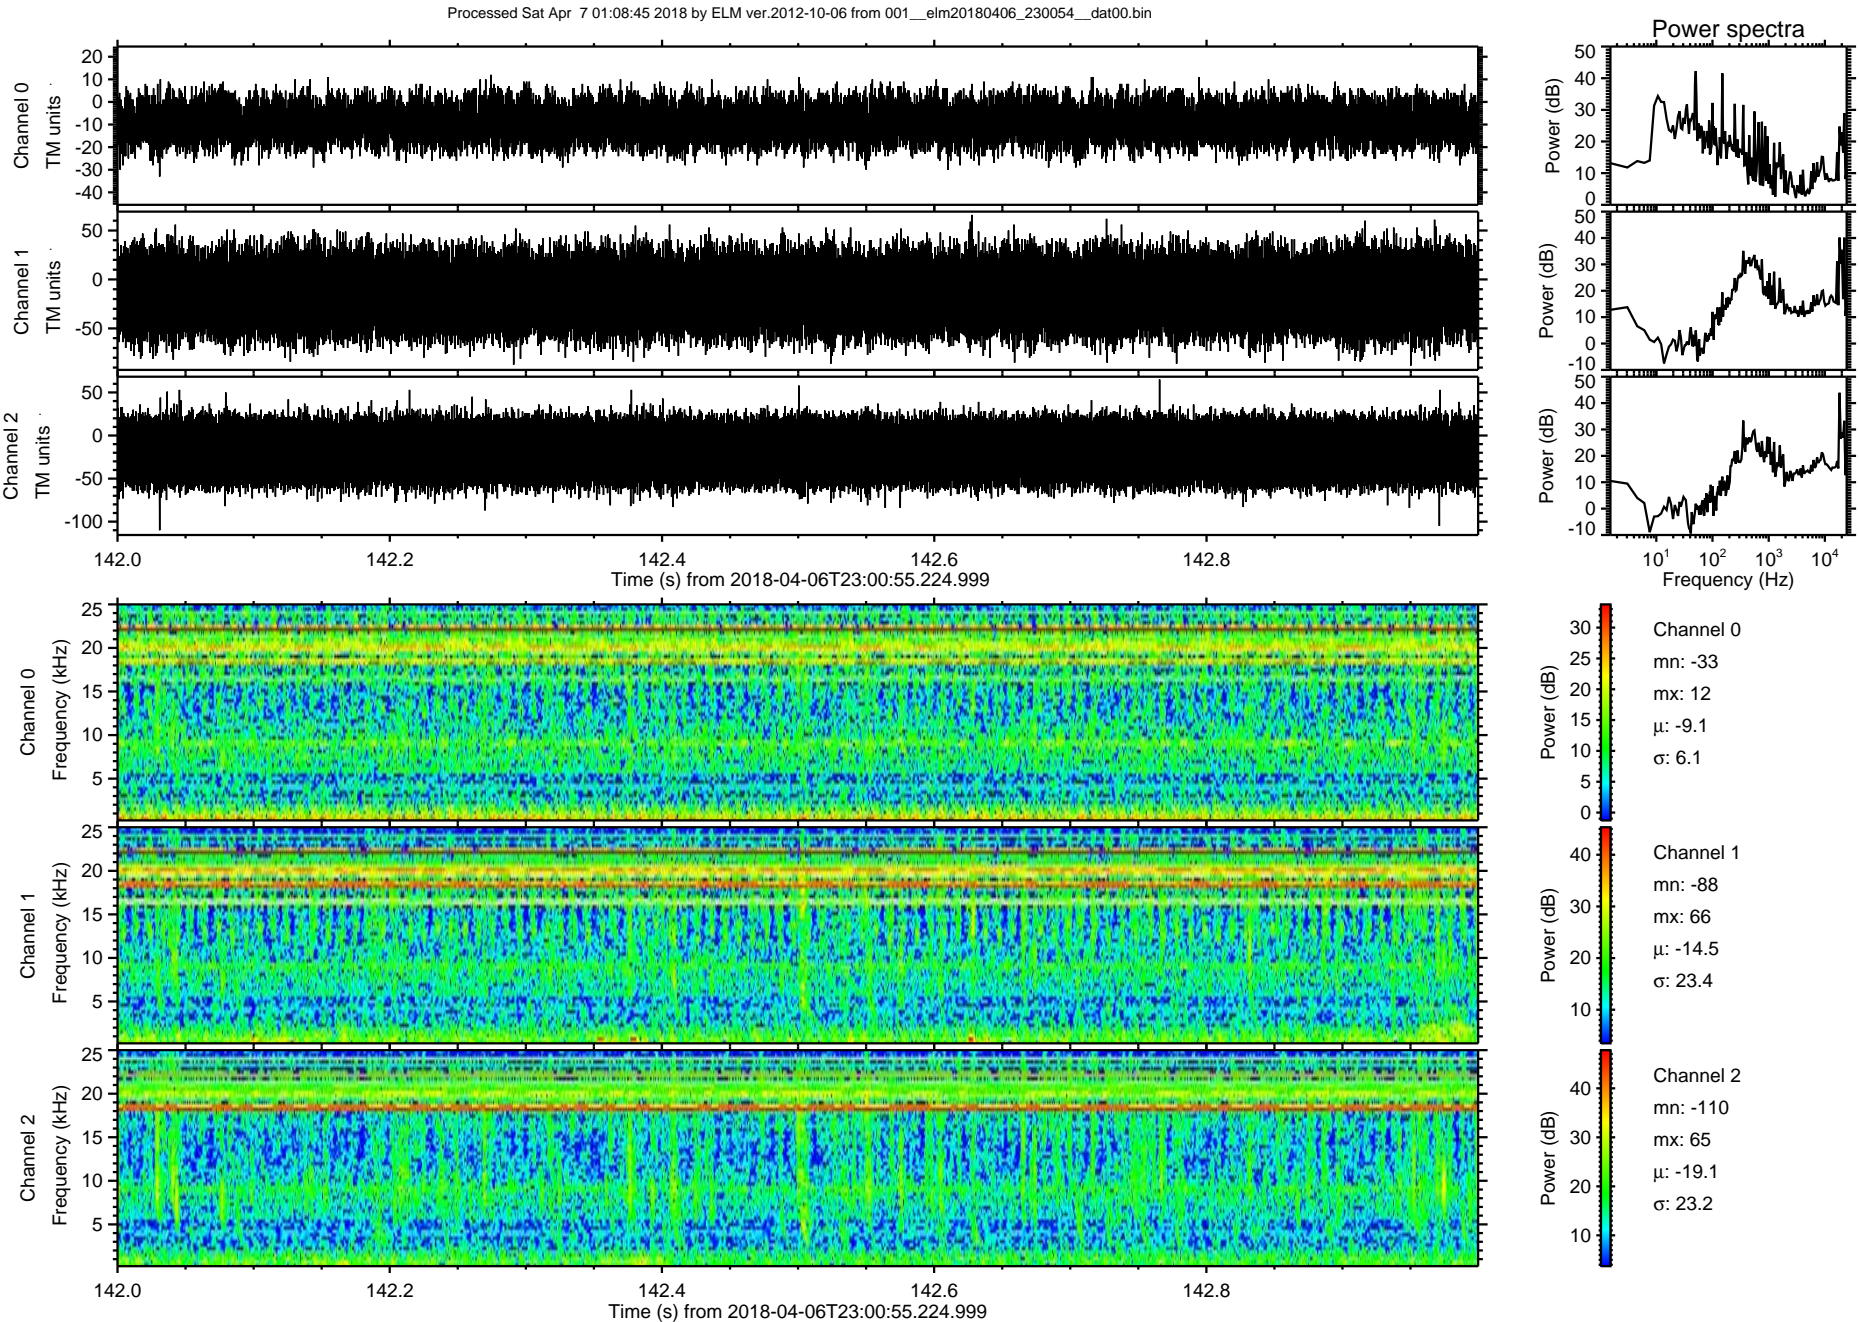 Processed Sat Apr 7 01:08:45 2018 by ELM ver.2012-10-06 from 001__elm20180406_230054__dat00.bin
Power spectra
Channel 0
TM units
20
10
0
-10
-20
-30
-40
Power (dB)
50
40
30
20
10
0
Channel 1
TM units
50
0
-50
Power (dB)
50
40
30
20
10
0
-10
Channel 2
TM units
50
0
-50
-100
Power (dB)
50
40
30
20
10
0
-10
142.0 142.2 142.4 142.6 142.8
Time (s) from 2018-04-06T23:00:55.224.999
10¹ 10² 10³ 10⁴
Frequency (Hz)
Channel 0
Frequency (kHz)
25
20
15
10
5
Power (dB)
30
25
20
15
10
5
0
Channel 0
mn: -33
mx: 12
µ: -9.1
σ: 6.1
Channel 1
Frequency (kHz)
25
20
15
10
5
Power (dB)
40
30
20
10
Channel 1
mn: -88
mx: 66
µ: -14.5
σ: 23.4
Channel 2
Frequency (kHz)
25
20
15
10
5
Power (dB)
40
30
20
10
Channel 2
mn: -110
mx: 65
µ: -19.1
σ: 23.2
142.0 142.2 142.4 142.6 142.8
Time (s) from 2018-04-06T23:00:55.224.999